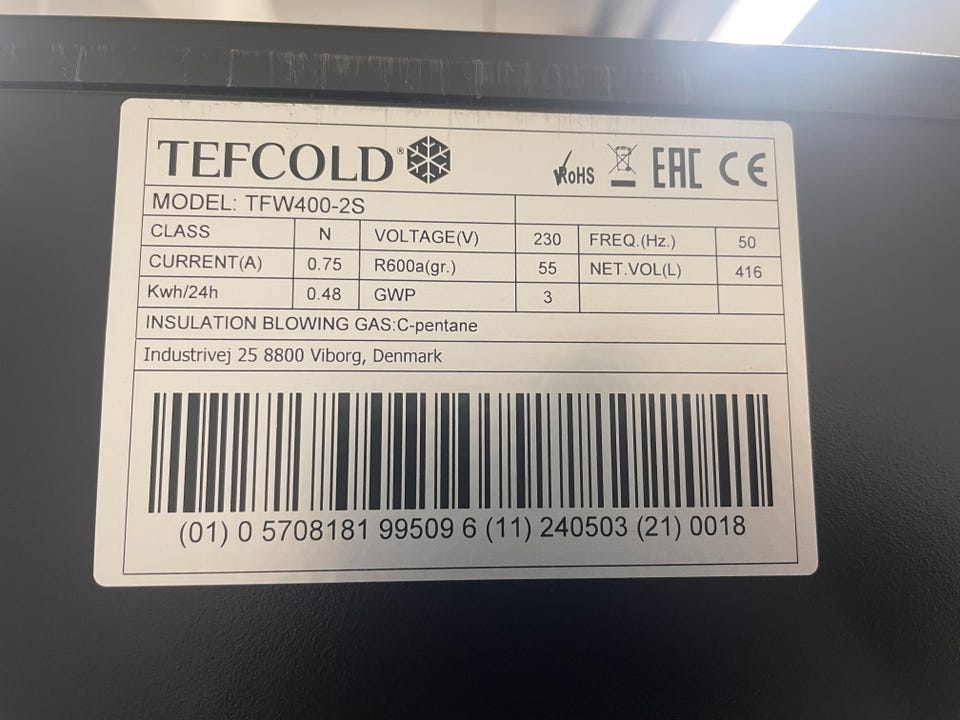 TEFCOLD®
RoHS EAC CE
MODEL: TFW400-2S
CLASS N VOLTAGE(V) 230 FREQ.(Hz.) 50
CURRENT(A) 0.75 R600a(gr.) 55 NET.VOL(L) 416
Kwh/24h 0.48 GWP 3
INSULATION BLOWING GAS:C-pentane
Industrivej 25 8800 Viborg, Denmark
(01) 0 5708181 99509 6 (11) 240503 (21) 0018